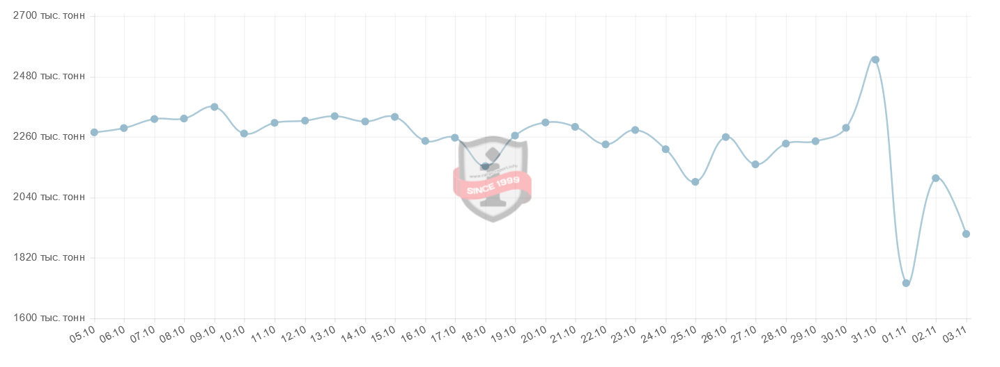 2700 тыс. тонн
2480 тыс. тонн
2260 тыс. тонн
2040 тыс. тонн
1820 тыс. тонн
1600 тыс. тонн
SINCE 1999
05.10 06.10 07.10 08.10 09.10 10.10 11.10 12.10 13.10 14.10 15.10 16.10 17.10 18.10 19.10 20.10 21.10 22.10 23.10 24.10 25.10 26.10 27.10 28.10 29.10 30.10 31.10 01.11 02.11 03.11